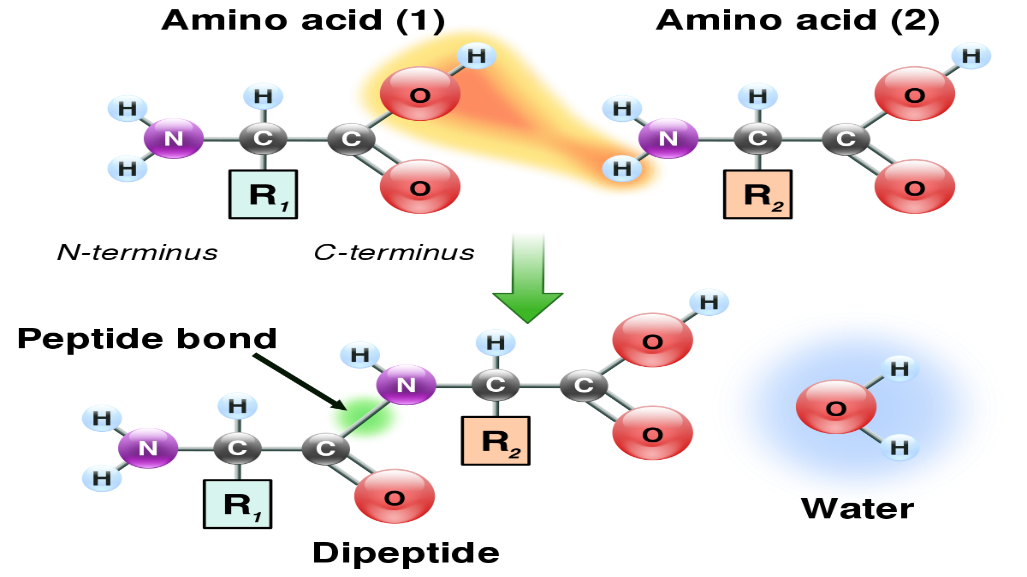 Amino acid (1) Amino acid (2)
H H
H H H H
O O
N C C N C C
H H
O O
R1 R2
N-terminus C-terminus
H
Peptide bond
H H O
H
N C C
H H O
O
H N C C R2 O H
H
O
R1
Water
Dipeptide